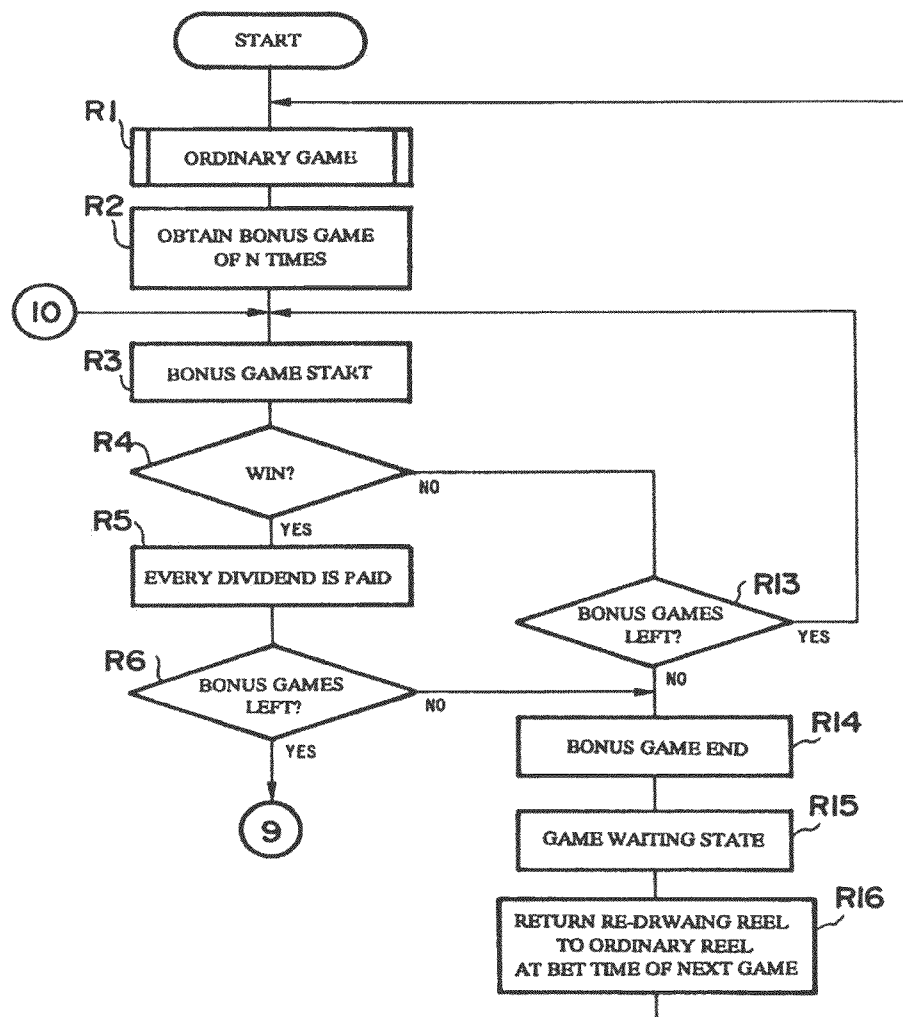 START
R1
ORDINARY GAME
R2
OBTAIN BONUS GAME
OF N TIMES
10
R3
BONUS GAME START
R4
WIN?
NO
YES
R5
EVERY DIVIDEND IS PAID
R13
BONUS GAMES
LEFT?
YES
NO
R6
BONUS GAMES
LEFT?
NO
YES
9
R14
BONUS GAME END
R15
GAME WAITING STATE
R16
RETURN RE-DRWAING REEL
TO ORDINARY REEL
AT BET TIME OF NEXT GAME